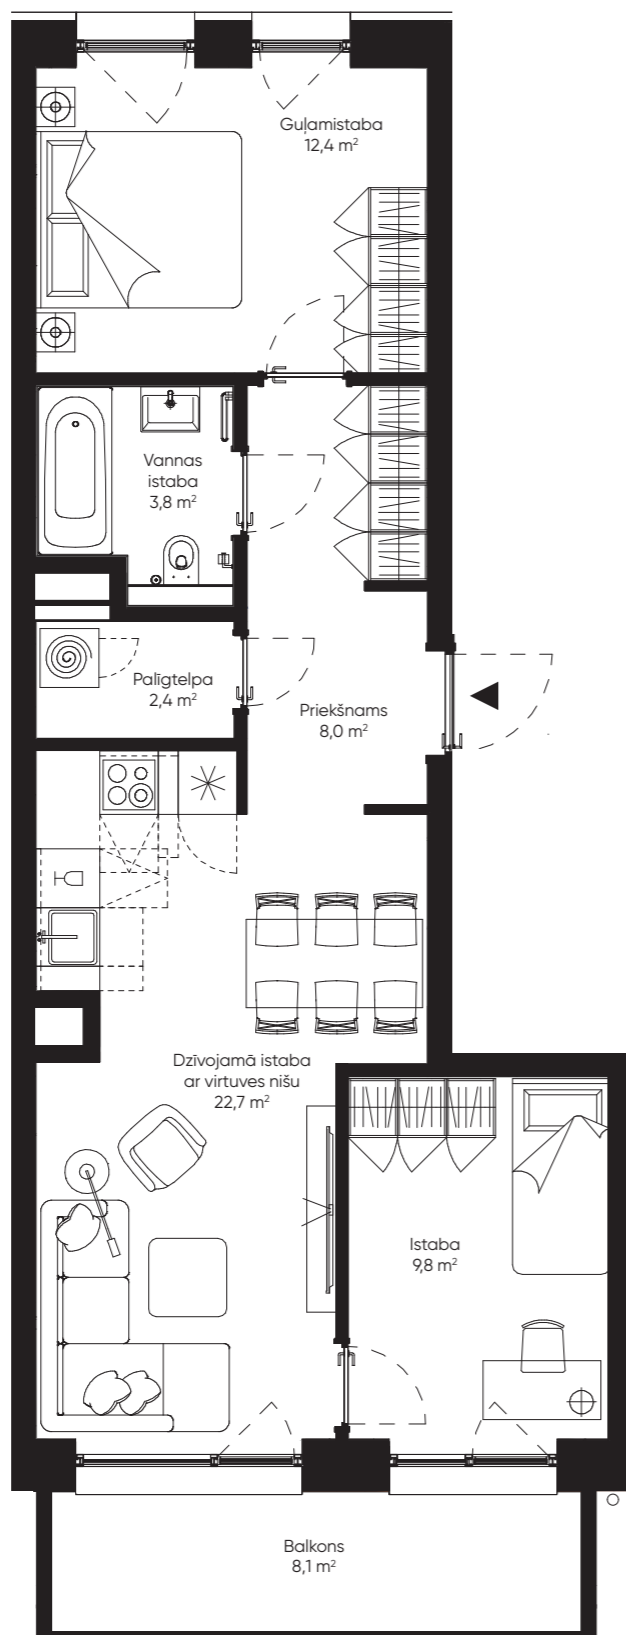 Guļamistaba
12,4 m²
Vannas
istaba
3,8 m²
Palīgtelpa
2,4 m²
Priekšnams
8,0 m²
Dzīvojamā istaba
ar virtuves nišu
22,7 m²
Istaba
9,8 m²
Balkons
8,1 m²